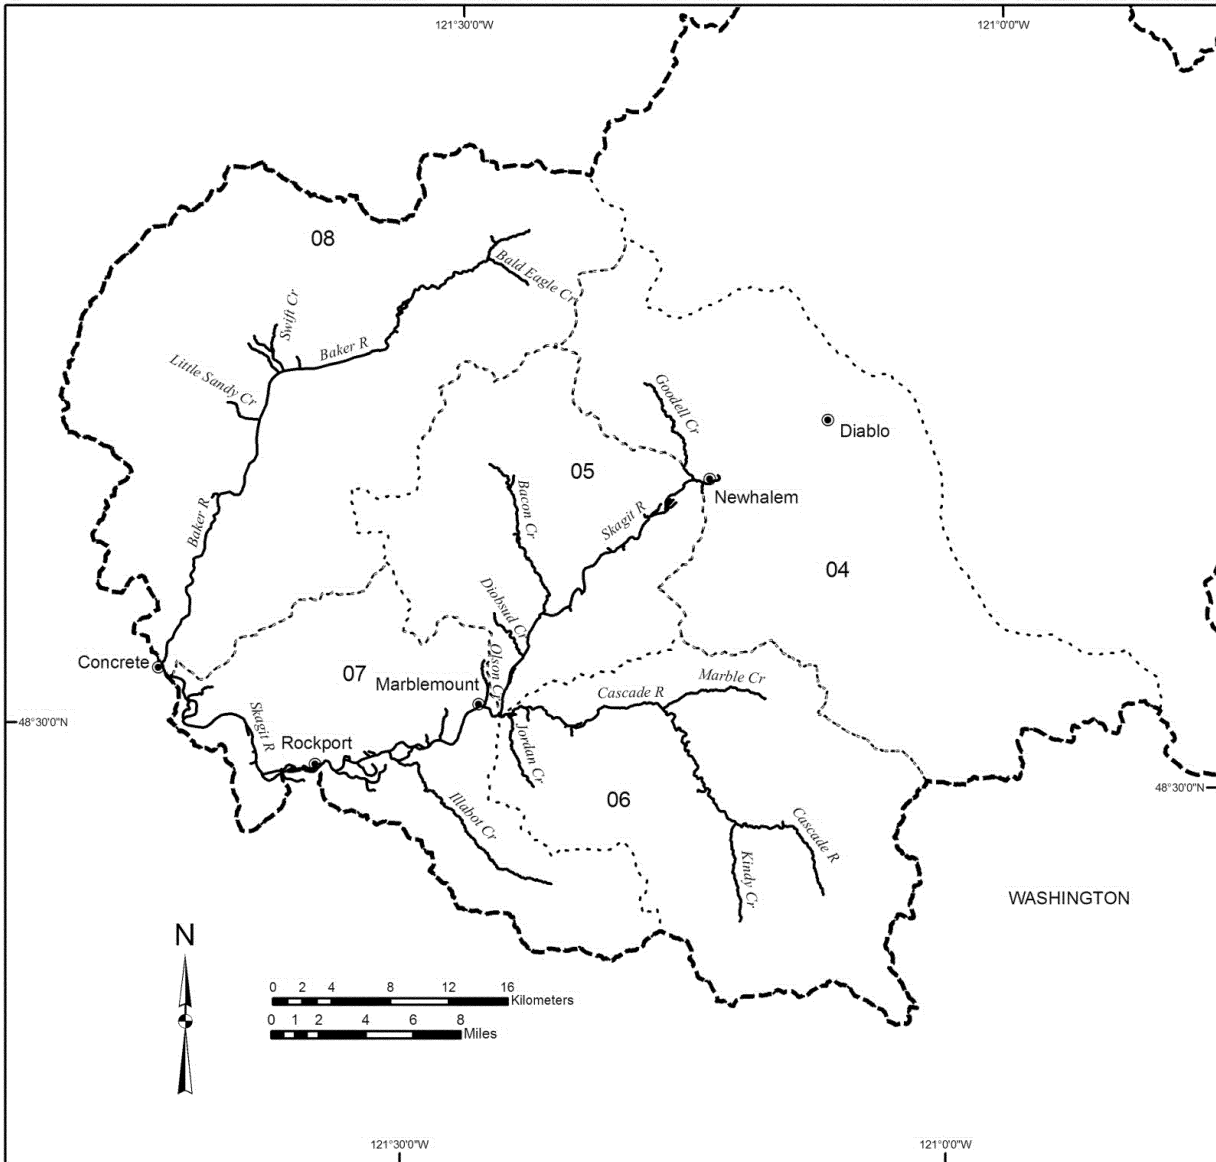 121°30'0"W
121°0'0"W
08
Bald Eagle Cr
Swift Cr
Baker R
Little Sandy Cr
Goodell Cr
Diablo
05
Bacon Cr
Newhalem
Skagit R
Baker R
04
Diobsud Cr
Concrete
07
Olson Cr
Marblemount
Marble Cr
Cascade R
48°30'0"N
Skagit R
Rockport
Jordan Cr
48°30'0"N
06
Illabot Cr
Cascade R
Kindy Cr
WASHINGTON
N
0 2 4 8 12 16
Kilometers
0 1 2 4 6 8
Miles
121°30'0"W
121°0'0"W